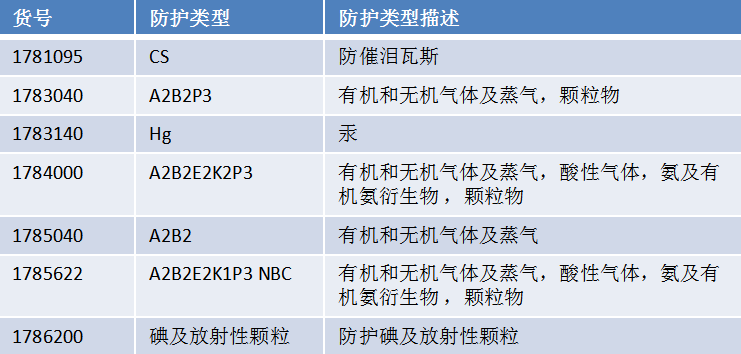 货号 防护类型 防护类型描述
1781095 CS 防催泪瓦斯
1783040 A2B2P3 有机和无机气体及蒸气，颗粒物
1783140 Hg 汞
1784000 A2B2E2K2P3 有机和无机气体及蒸气，酸性气体，氨及有
机氨衍生物 ，颗粒物
1785040 A2B2 有机和无机气体及蒸气
1785622 A2B2E2K1P3 NBC 有机和无机气体及蒸气，酸性气体，氨及有
机氨衍生物 ，颗粒物
1786200 碘及放射性颗粒 防护碘及放射性颗粒